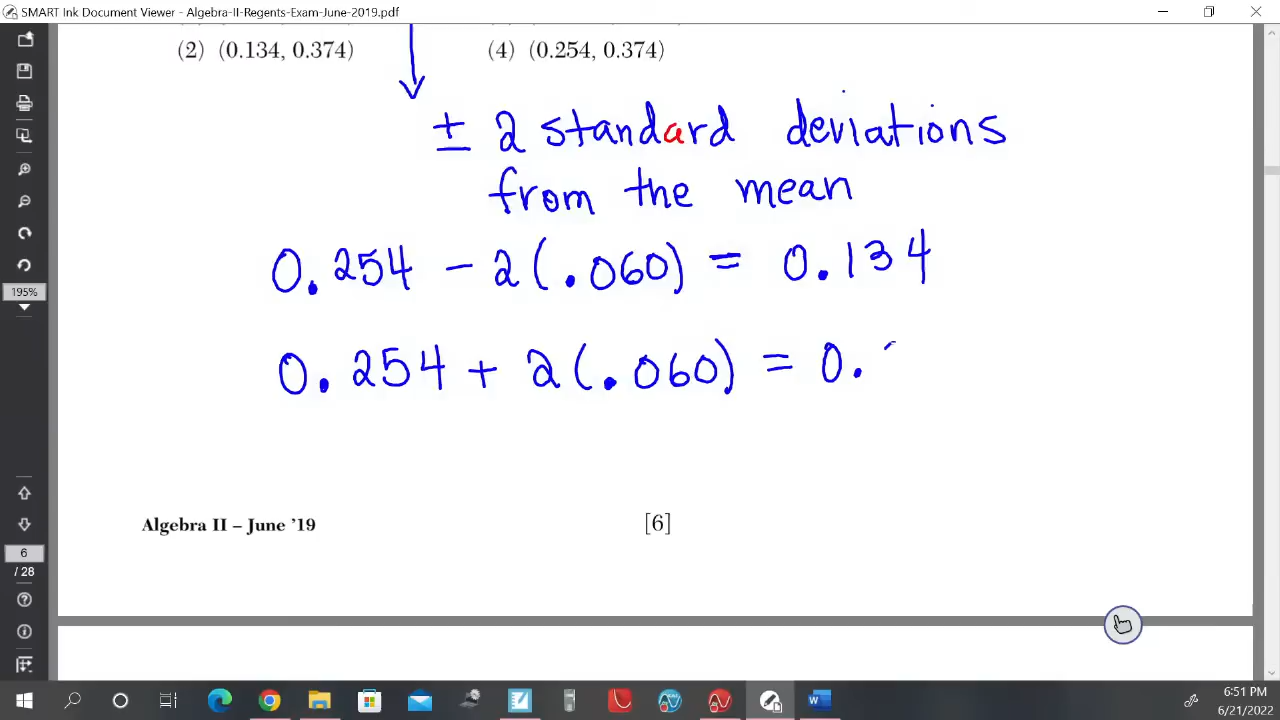 SMART Ink Document Viewer - Algebra-II-Regents-Exam-June-2019.pdf
(2) (0.134, 0.374) (4) (0.254, 0.374)
± 2 standard deviations
from the mean
0.254 - 2(.060) = 0.134
0.254 + 2(.060) = 0.
195%
Algebra II – June ’19 [6]
6
/ 28
6:51 PM
6/21/2022